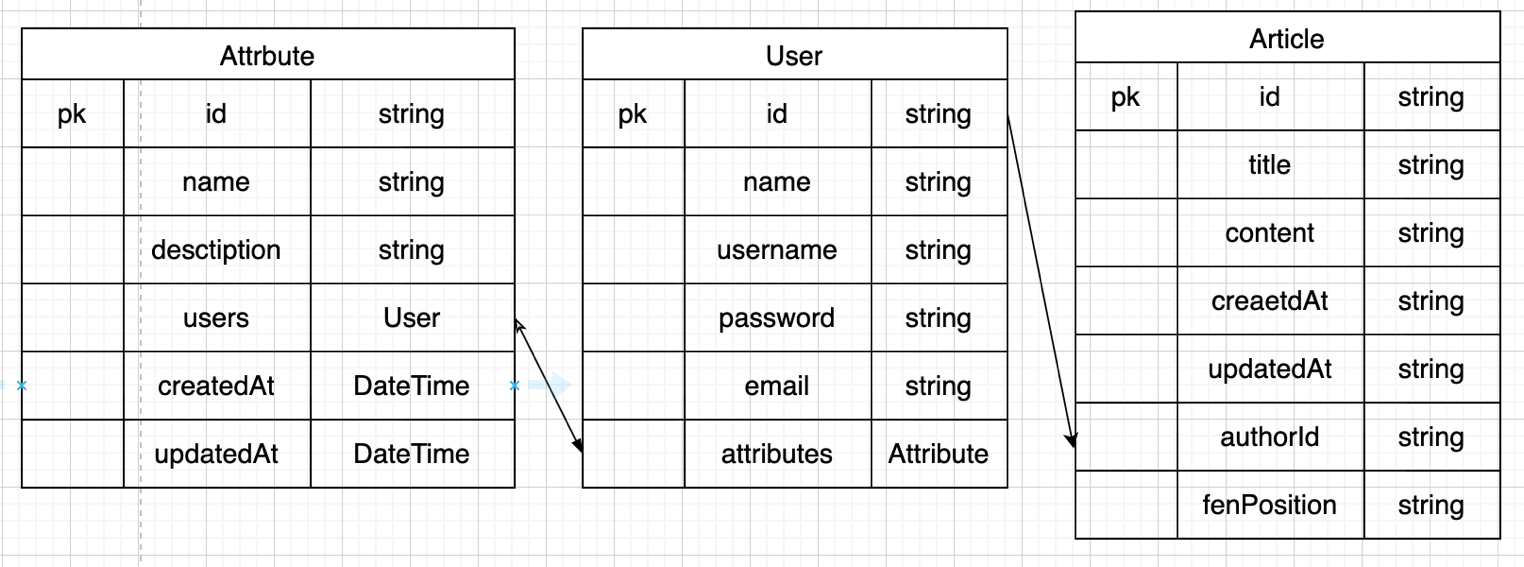 Attrbute
pk id string
name string
desctiption string
users User
createdAt DateTime
updatedAt DateTime
User
pk id string
name string
username string
password string
email string
attributes Attribute
Article
pk id string
title string
content string
creaetdAt string
updatedAt string
authorId string
fenPosition string